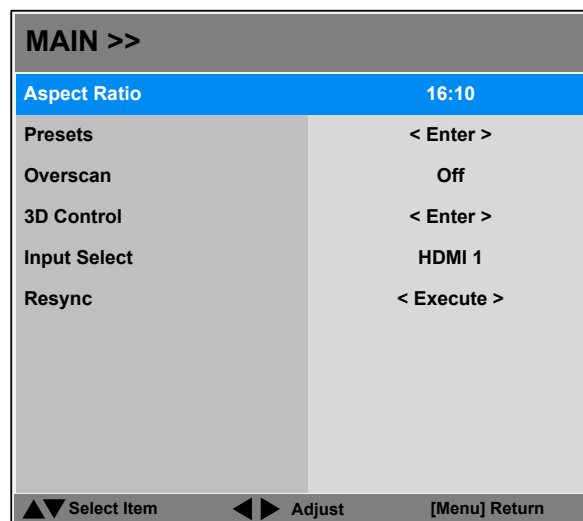 MAIN >>
Aspect Ratio 16:10
Presets < Enter >
Overscan Off
3D Control < Enter >
Input Select HDMI 1
Resync < Execute >
Select Item Adjust [Menu] Return